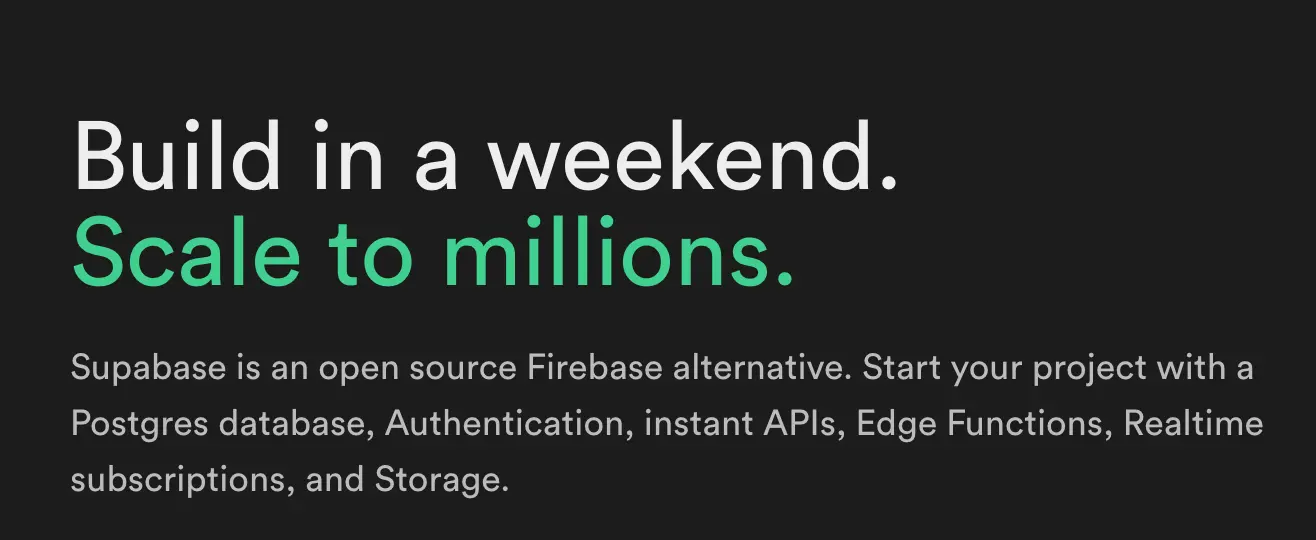 Build in a weekend.
Scale to millions.
Supabase is an open source Firebase alternative. Start your project with a
Postgres database, Authentication, instant APIs, Edge Functions, Realtime
subscriptions, and Storage.